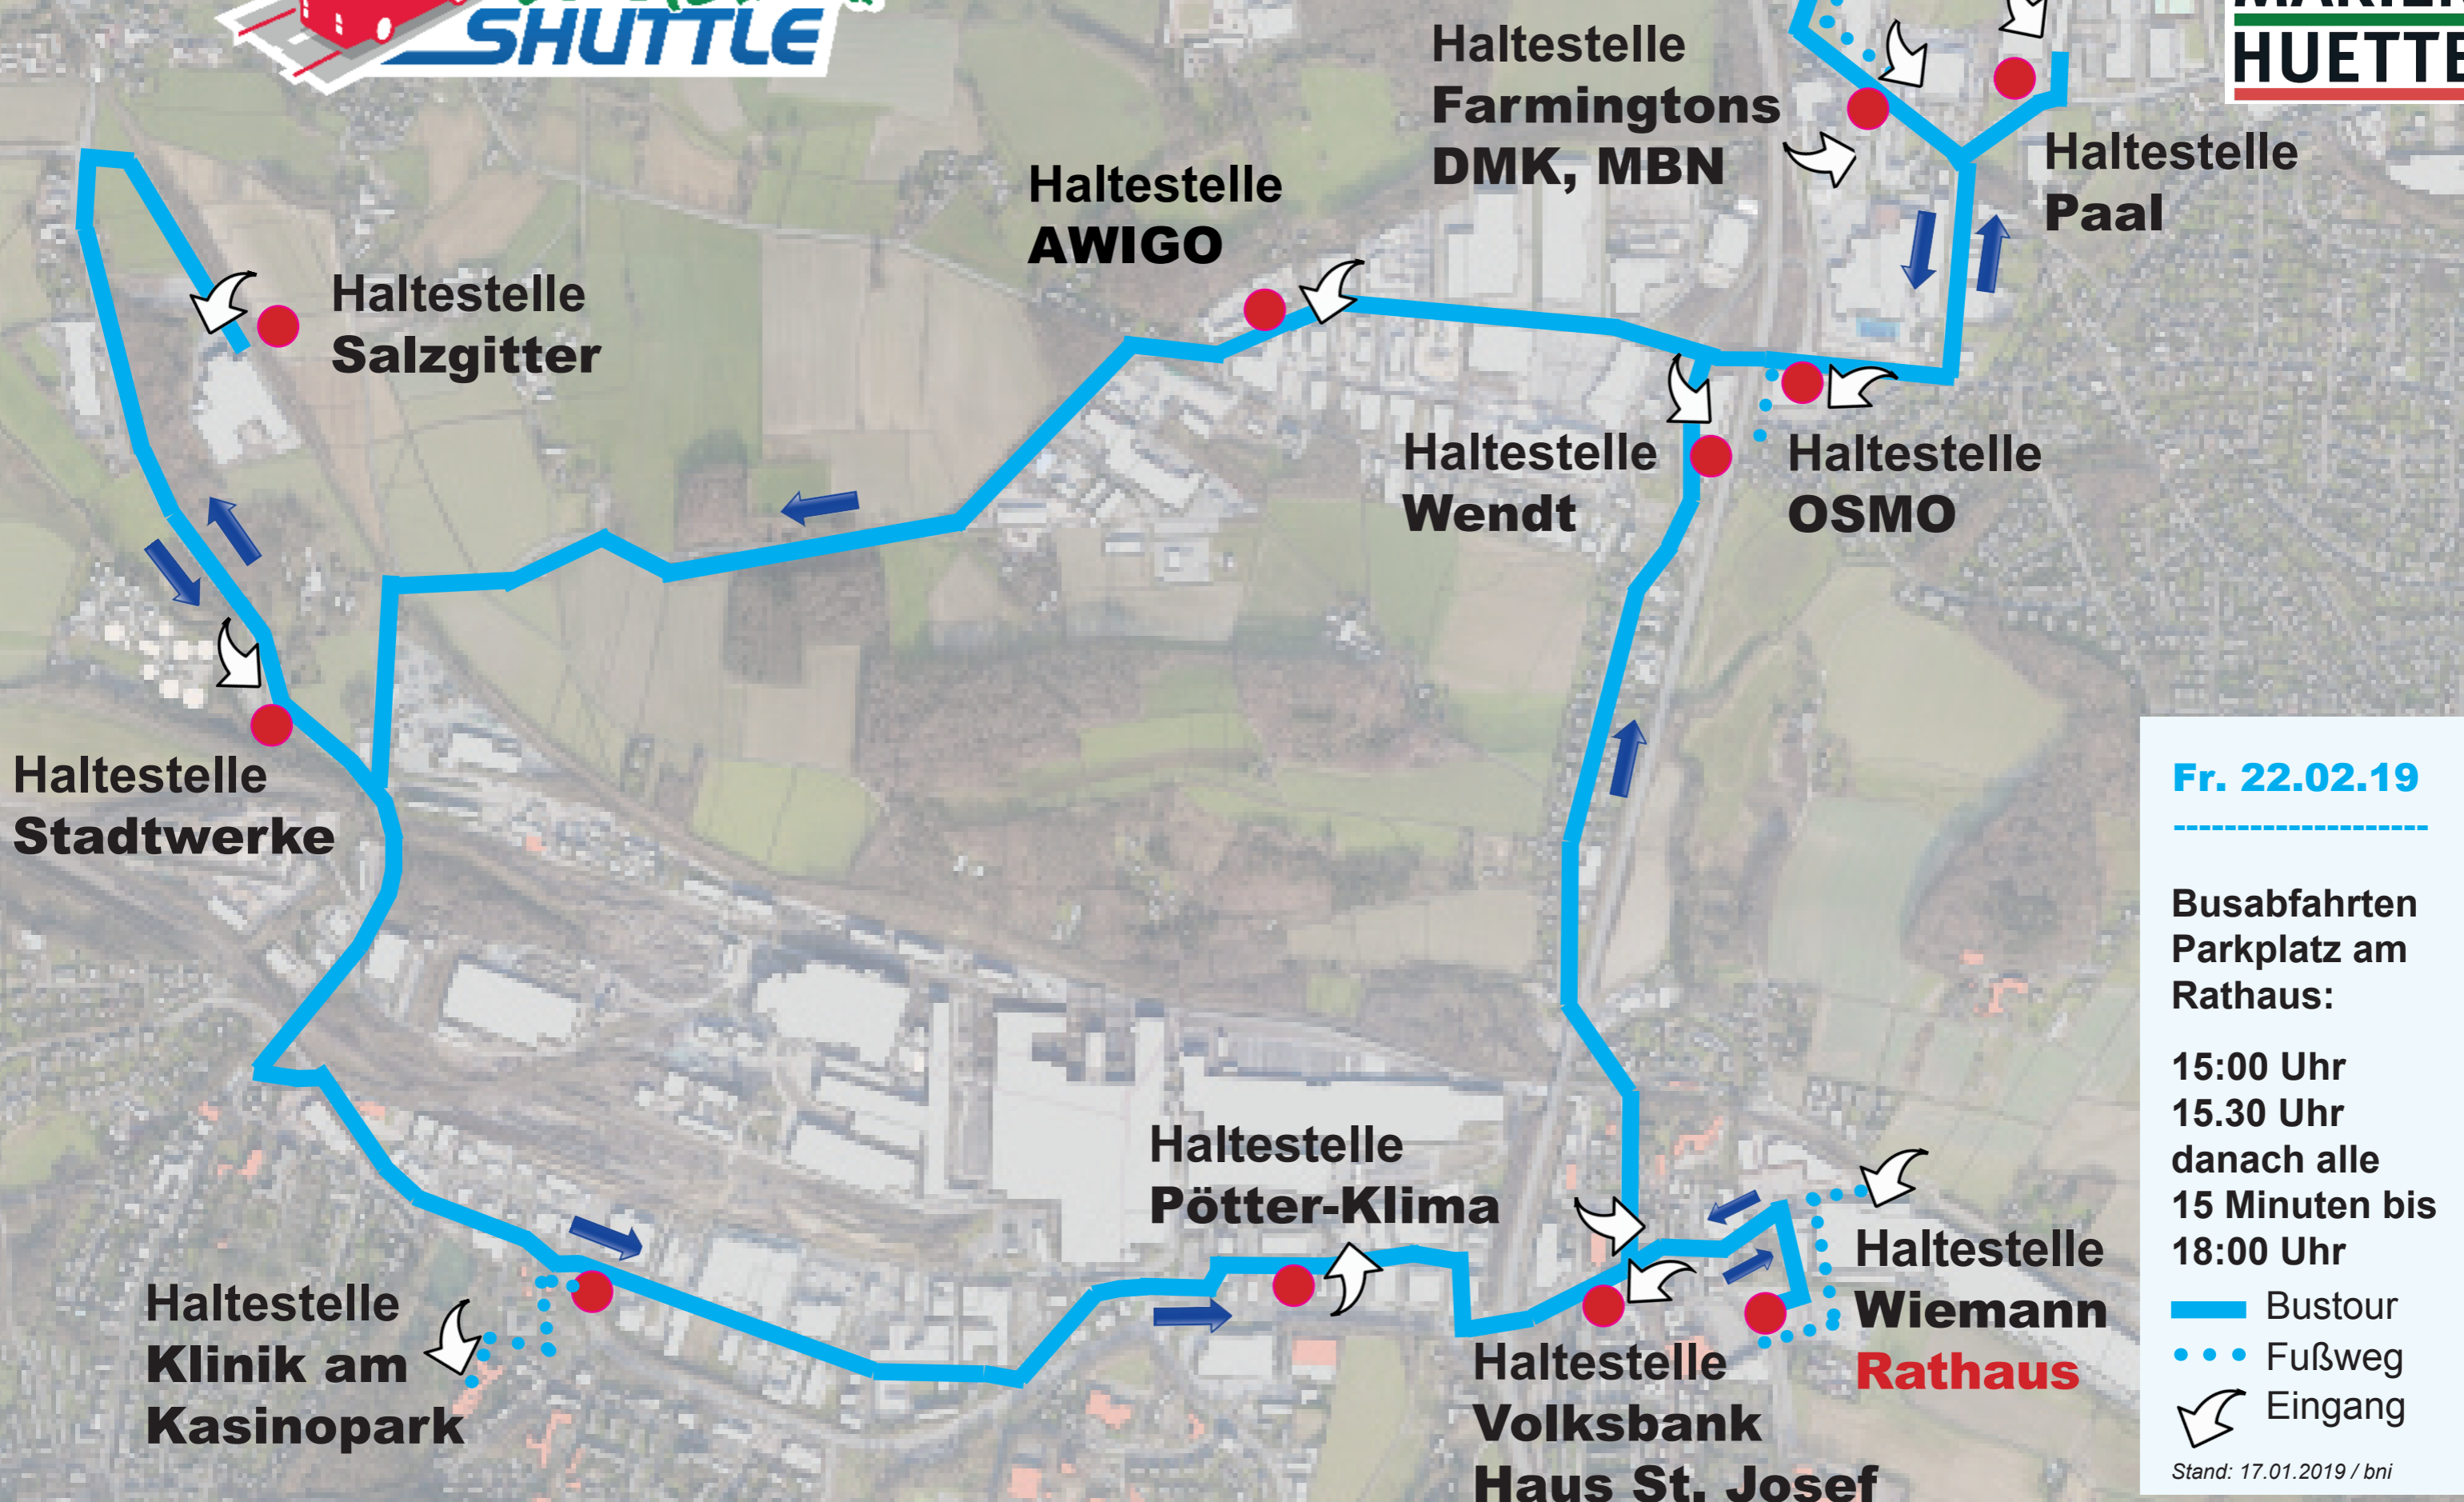 SHUTTLE
HUETTE
Haltestelle
Farmingtons
DMK, MBN
Haltestelle
Paal
Haltestelle
AWIGO
Haltestelle
Salzgitter
Haltestelle
Wendt
Haltestelle
OSMO
Haltestelle
Stadtwerke
Haltestelle
Pötter-Klima
Haltestelle
Klinik am
Kasinopark
Haltestelle
Volksbank
Haus St. Josef
Haltestelle
Wiemann
Rathaus
Fr. 22.02.19
--------------------
Busabfahrten
Parkplatz am
Rathaus:
15:00 Uhr
15.30 Uhr
danach alle
15 Minuten bis
18:00 Uhr
Bustour
Fußweg
Eingang
Stand: 17.01.2019 / bni